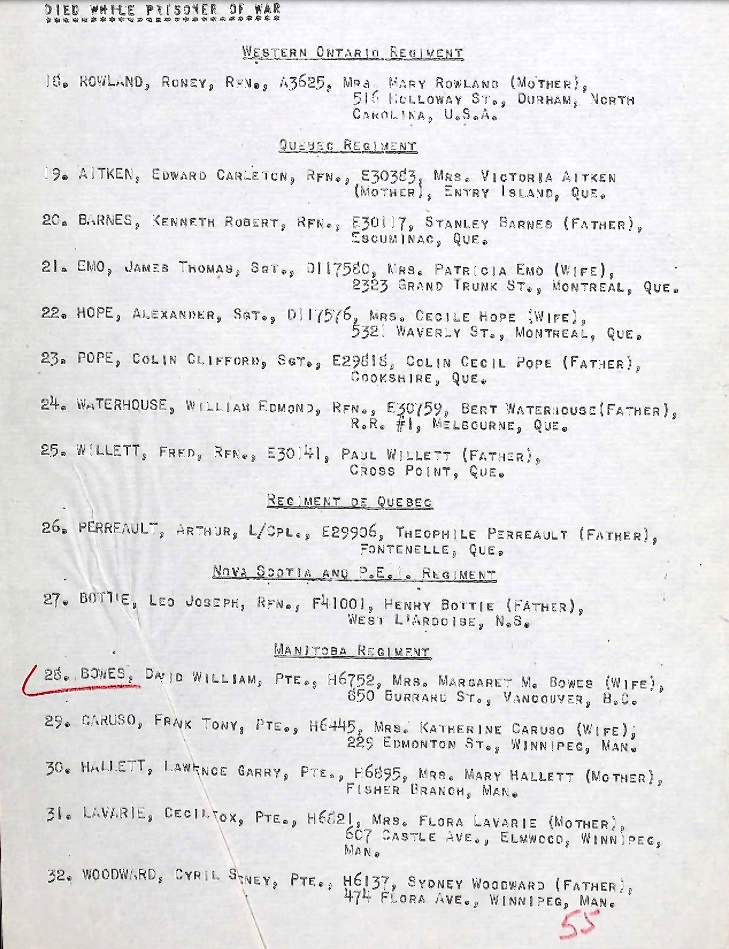 DIED WHILE PRISONER OF WAR
WESTERN ONTARIO REGIMENT
18. ROWLAND, RONEY, RFN., A3625, MRS. MARY ROWLAND (MOTHER),
516 HOLLOWAY ST., DURHAM, NORTH
CAROLINA, U.S.A.
QUEBEC REGIMENT
19. AITKEN, EDWARD CARLETON, RFN., E30383, MRS. VICTORIA AITKEN
(MOTHER), ENTRY ISLAND, QUE.
20. BARNES, KENNETH ROBERT, RFN., E30117, STANLEY BARNES (FATHER),
ESCUMINAC, QUE.
21. EMO, JAMES THOMAS, SGT., D117580, MRS. PATRICIA EMO (WIFE),
2323 GRAND TRUNK ST., MONTREAL, QUE.
22. HOPE, ALEXANDER, SGT., D117576, MRS. CECILE HOPE (WIFE),
5321 WAVERLY ST., MONTREAL, QUE.
23. POPE, COLIN CLIFFORD, SGT., E29818, COLIN CECIL POPE (FATHER),
COOKSHIRE, QUE.
24. WATERHOUSE, WILLIAM EDMOND, RFN., E30759, BERT WATERHOUSE(FATHER),
R.R. #1, MELBOURNE, QUE.
25. WILLETT, FRED, RFN., E30141, PAUL WILLETT (FATHER),
CROSS POINT, QUE.
REGIMENT DE QUEBEC
26. PERREAULT, ARTHUR, L/CPL., E29906, THEOPHILE PERREAULT (FATHER),
FONTENELLE, QUE.
NOVA SCOTIA AND P.E.I. REGIMENT
27. BOTTIE, LEO JOSEPH, RFN., F41001, HENRY BOTTIE (FATHER),
WEST L'ARDOISE, N.S.
MANITOBA REGIMENT
28. BOWES, DAVID WILLIAM, PTE., H6752, MRS. MARGARET M. BOWES (WIFE),
850 BURRARD ST., VANCOUVER, B.C.
29. CARUSO, FRANK TONY, PTE., H6445, MRS. KATHERINE CARUSO (WIFE),
229 EDMONTON ST., WINNIPEG, MAN.
30. HALLETT, LAWRENCE GARRY, PTE., H6895, MRS. MARY HALLETT (MOTHER),
FISHER BRANCH, MAN.
31. LAVARIE, CECIL FOX, PTE., H6821, MRS. FLORA LAVARIE (MOTHER),
607 CASTLE AVE., ELMWOOD, WINNIPEG,
MAN.
32. WOODWARD, CYRIL PTE., H6137, SYDNEY WOODWARD (FATHER),
474 FLORA AVE., WINNIPEG, MAN.
55